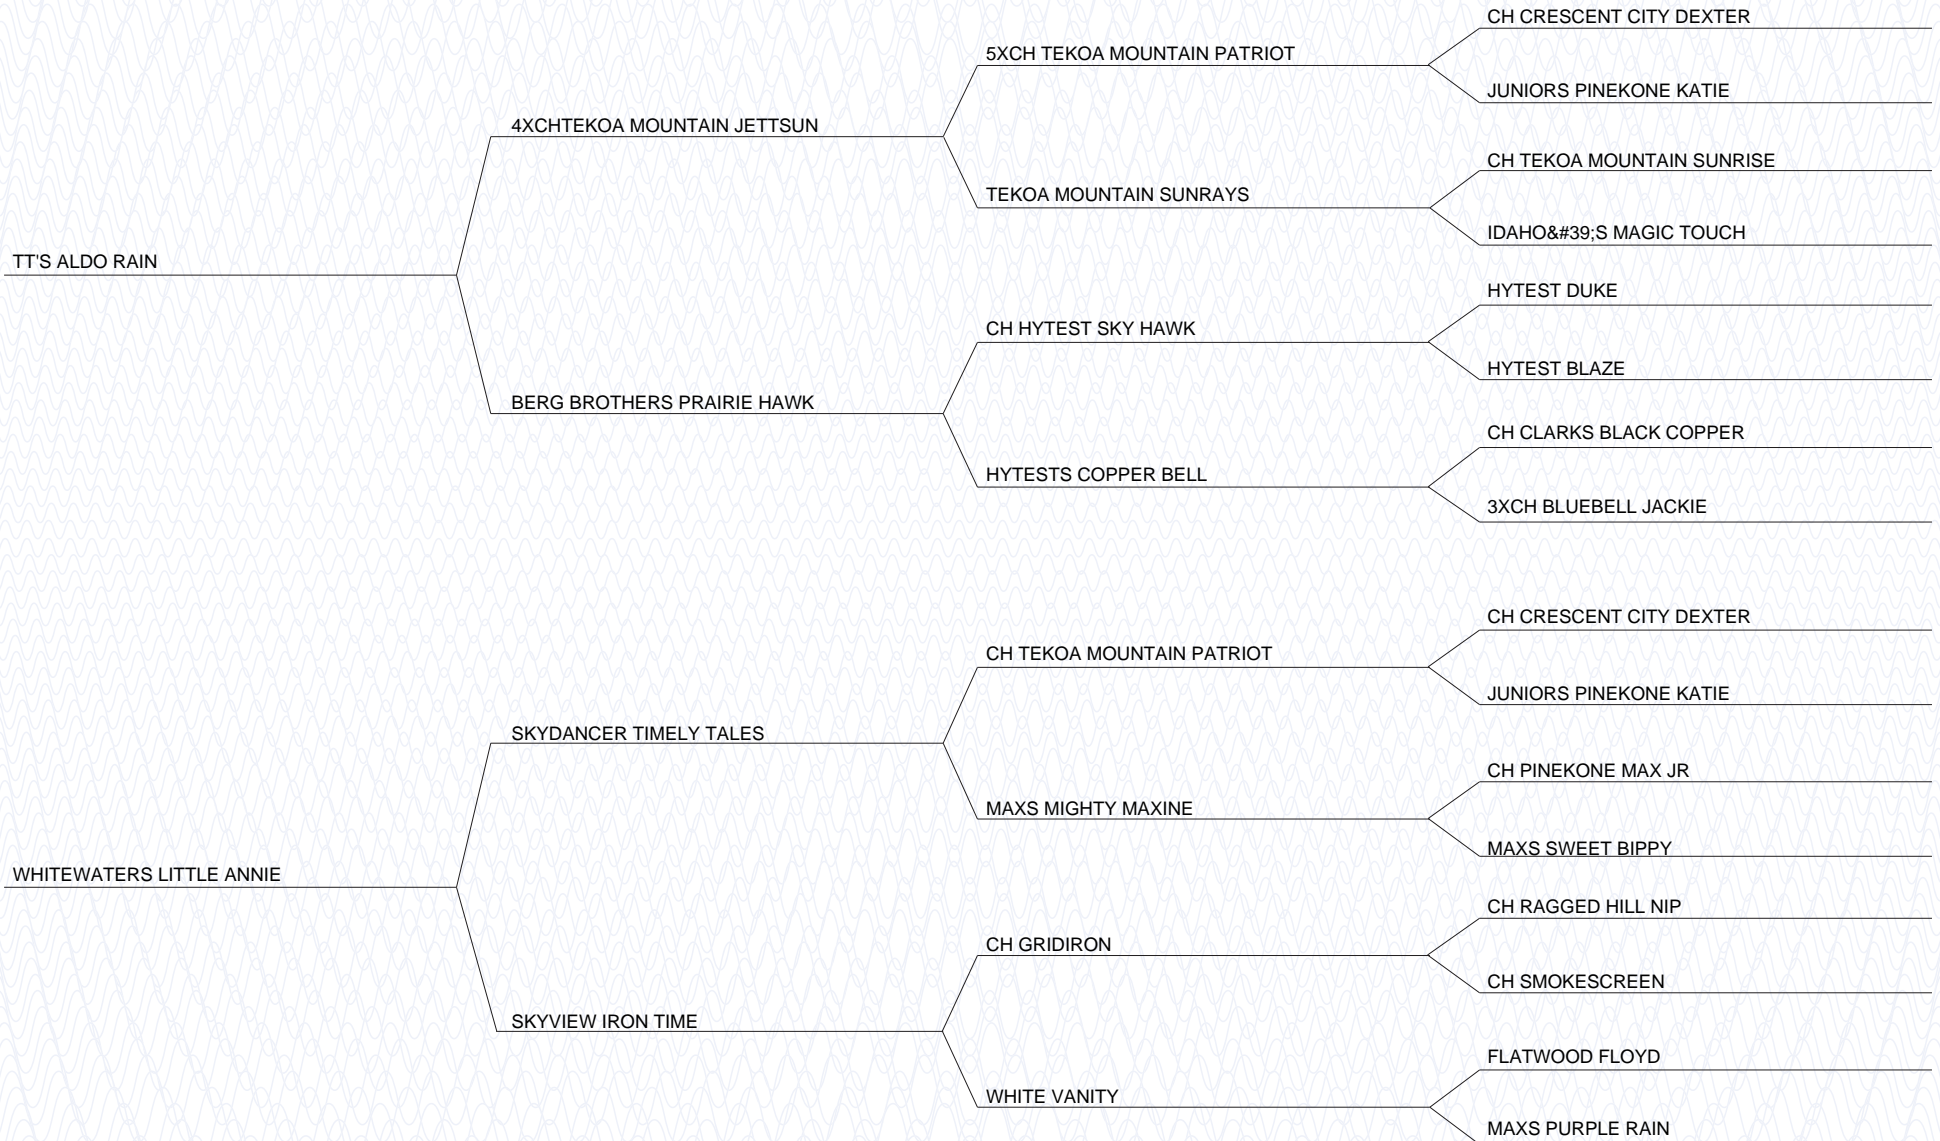 CH CRESCENT CITY DEXTER
5XCH TEKOA MOUNTAIN PATRIOT
JUNIORS PINEKONE KATIE
4XCHTEKOA MOUNTAIN JETTSUN
CH TEKOA MOUNTAIN SUNRISE
TEKOA MOUNTAIN SUNRAYS
IDAHO&#39;S MAGIC TOUCH
TT'S ALDO RAIN
HYTEST DUKE
CH HYTEST SKY HAWK
HYTEST BLAZE
BERG BROTHERS PRAIRIE HAWK
CH CLARKS BLACK COPPER
HYTESTS COPPER BELL
3XCH BLUEBELL JACKIE
CH CRESCENT CITY DEXTER
CH TEKOA MOUNTAIN PATRIOT
JUNIORS PINEKONE KATIE
SKYDANCER TIMELY TALES
CH PINEKONE MAX JR
MAXS MIGHTY MAXINE
MAXS SWEET BIPPY
WHITEWATERS LITTLE ANNIE
CH RAGGED HILL NIP
CH GRIDIRON
CH SMOKESCREEN
SKYVIEW IRON TIME
FLATWOOD FLOYD
WHITE VANITY
MAXS PURPLE RAIN